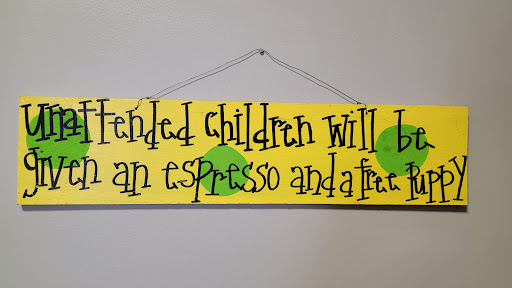 unattended children will be
given an espresso and a free puppy